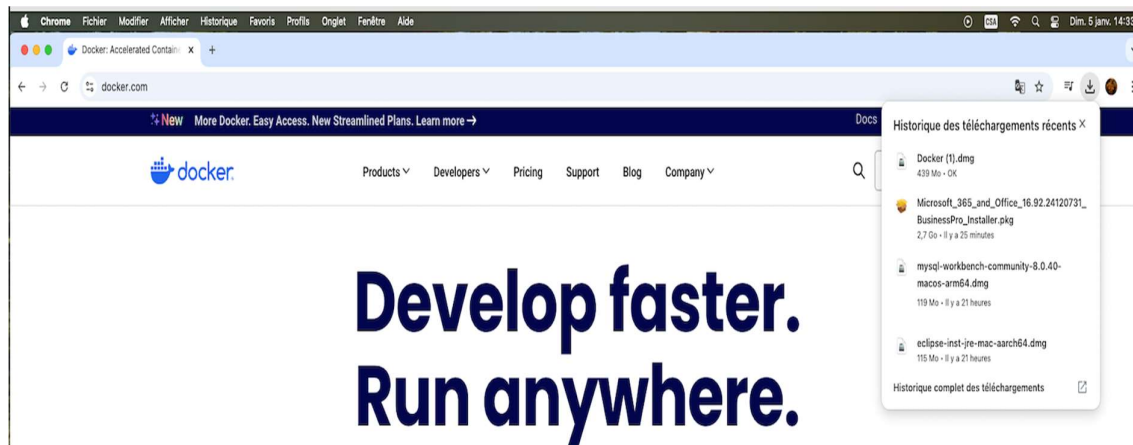 Chrome Fichier Modifier Afficher Historique Favoris Profils Onglet Fenêtre Aide CSA Dim. 5 janv. 14:33
Docker: Accelerated Contain
docker.com
New More Docker. Easy Access. New Streamlined Plans. Learn more → Docs
docker. Products Developers Pricing Support Blog Company
Develop faster.
Run anywhere.
Historique des téléchargements récents
Docker (1).dmg
439 Mo • OK
Microsoft_365_and_Office_16.92.24120731_
BusinessPro_Installer.pkg
2,7 Go • Il y a 25 minutes
mysql-workbench-community-8.0.40-
macos-arm64.dmg
119 Mo • Il y a 21 heures
eclipse-inst-jre-mac-aarch64.dmg
115 Mo • Il y a 21 heures
Historique complet des téléchargements